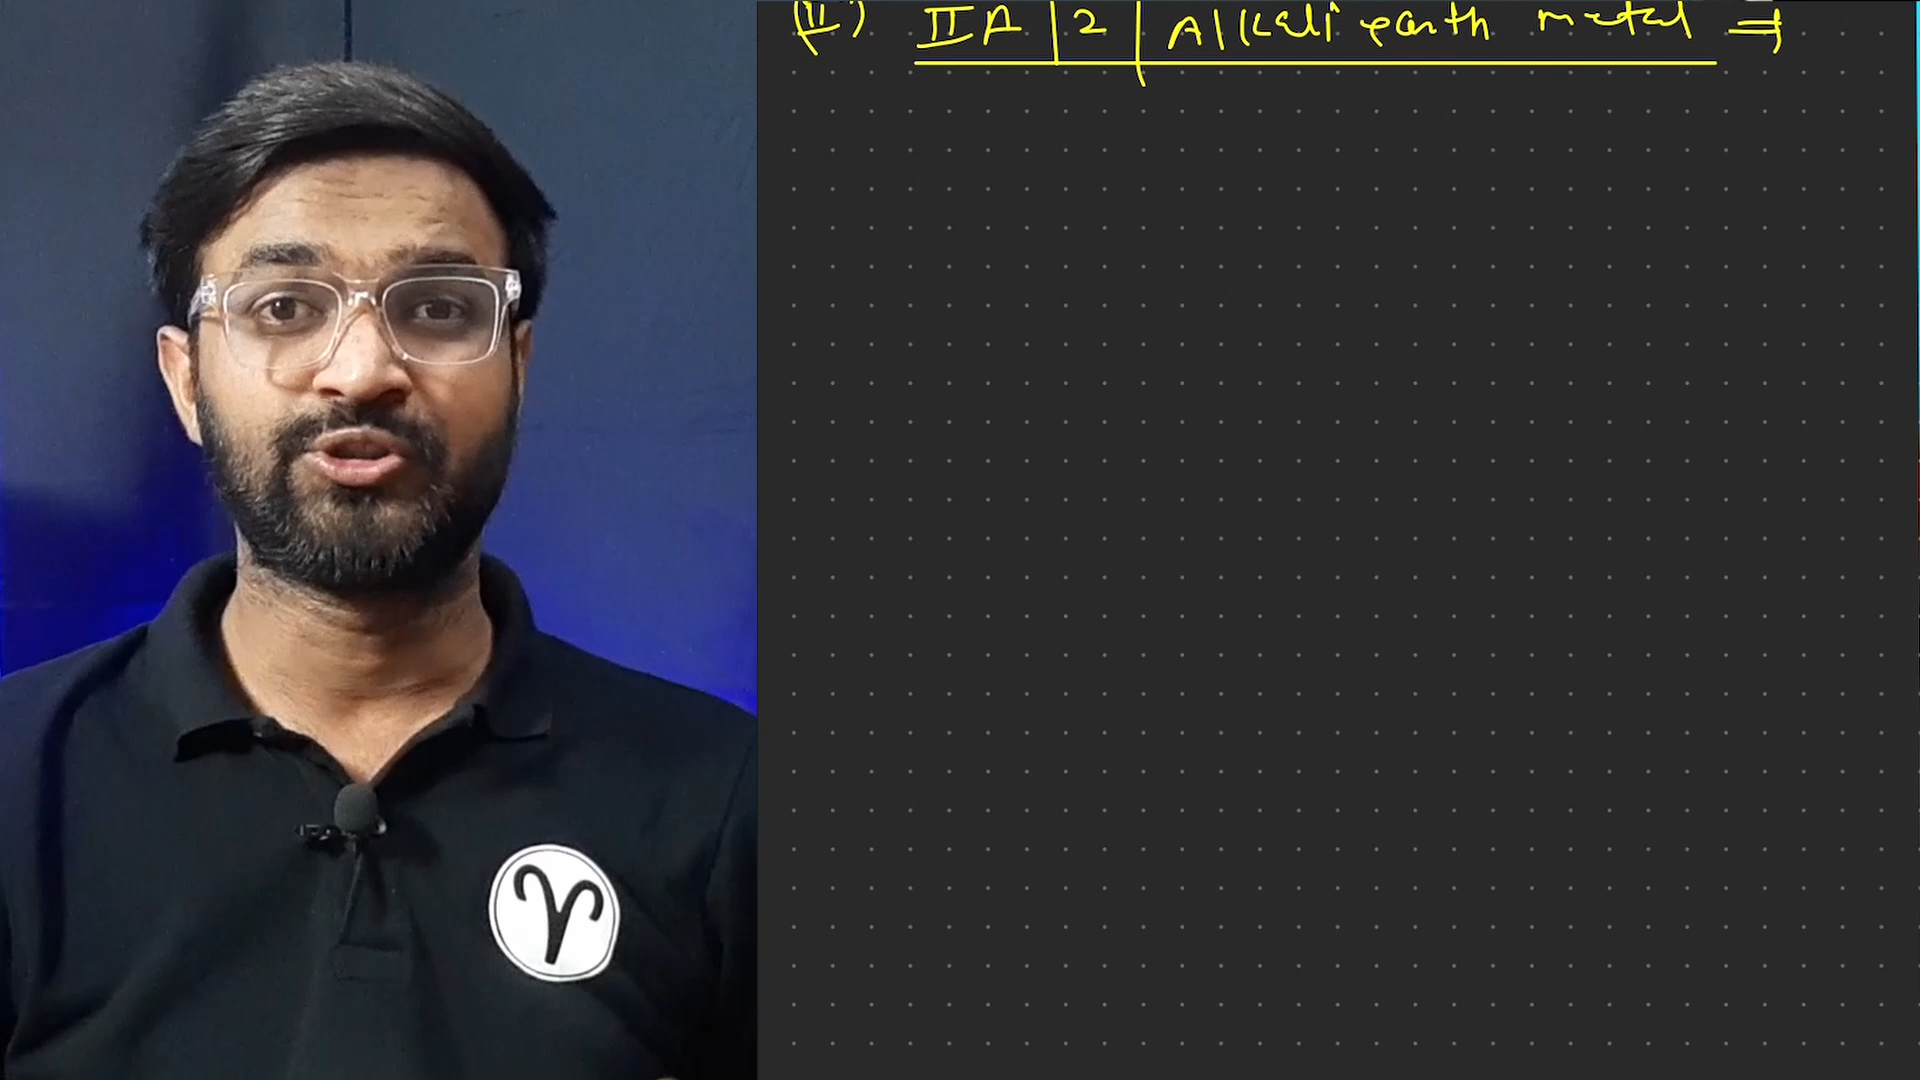 (II) IIA | 2 | Alkali earth metal ⇒